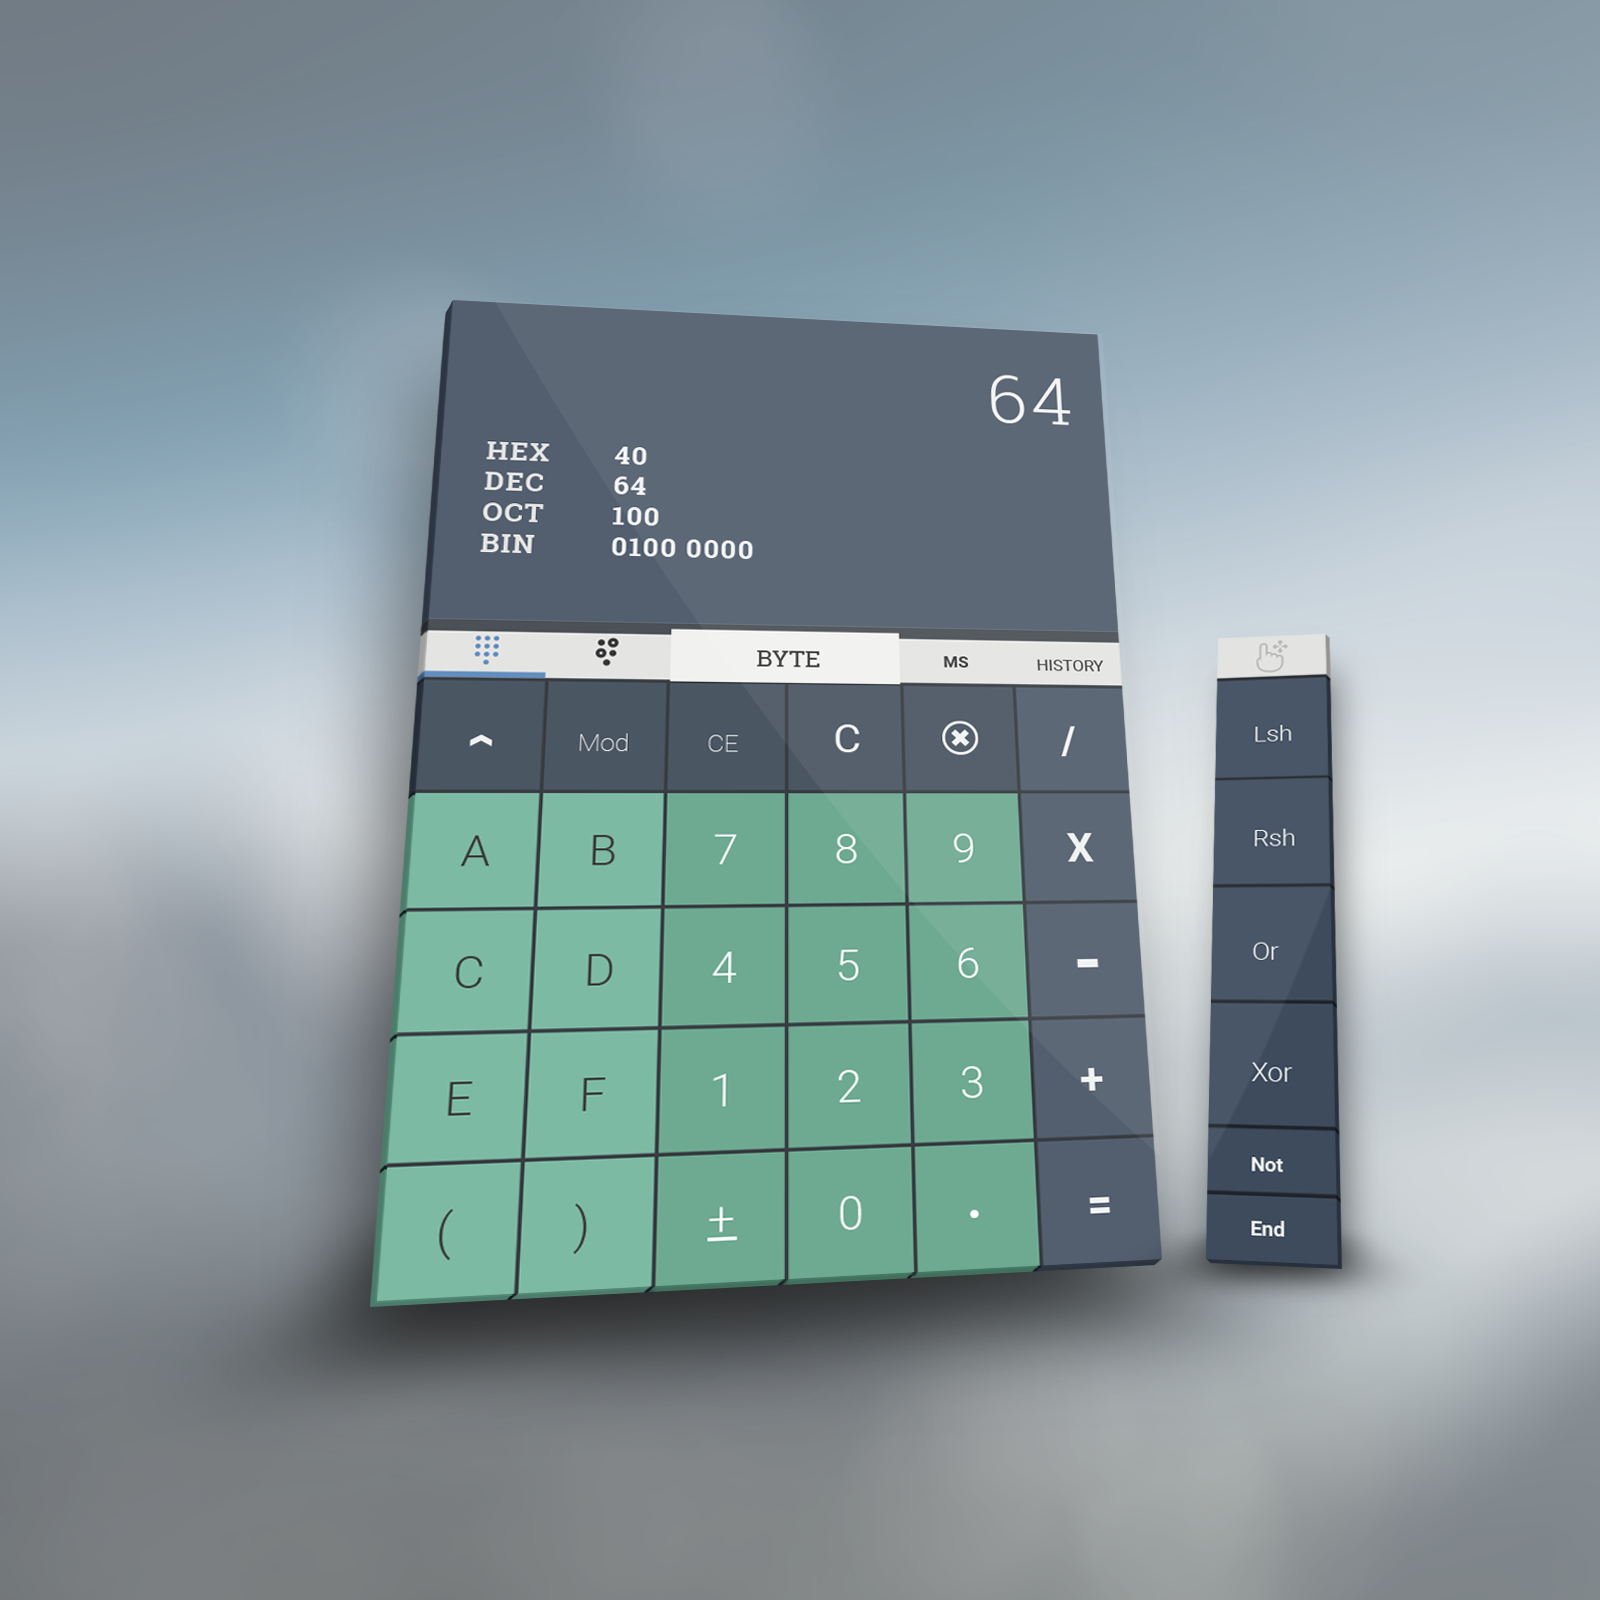 64
HEX 40
DEC 64
OCT 100
BIN 0100 0000
BYTE MS HISTORY
Mod CE C /
A B 7 8 9 X
C D 4 5 6 -
E F 1 2 3 +
( ) ± 0 . =
Lsh
Rsh
Or
Xor
Not
End